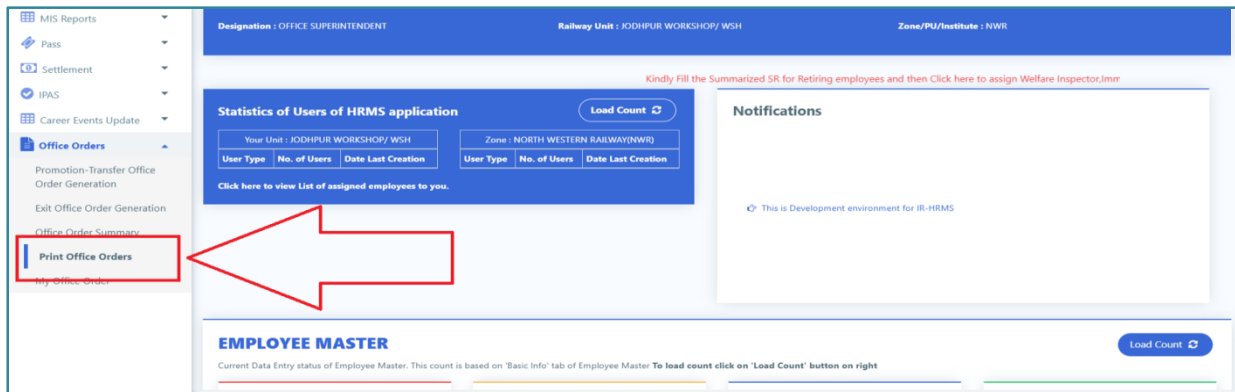 MIS Reports
Pass
Settlement
IPAS
Career Events Update
Office Orders
Promotion-Transfer Office
Order Generation
Exit Office Order Generation
Office Order Summary
Print Office Orders
My Office Order
Designation : OFFICE SUPERINTENDENT
Railway Unit : JODHPUR WORKSHOP/ WSH
Zone/PU/Institute : NWR
Kindly Fill the Summarized SR for Retiring employees and then Click here to assign Welfare Inspector,Imm
Statistics of Users of HRMS application
Load Count
Your Unit : JODHPUR WORKSHOP/ WSH
User Type No. of Users Date Last Creation
Zone : NORTH WESTERN RAILWAY(NWR)
User Type No. of Users Date Last Creation
Click here to view List of assigned employees to you.
Notifications
This is Development environment for IR-HRMS
EMPLOYEE MASTER
Load Count
Current Data Entry status of Employee Master. This count is based on 'Basic Info' tab of Employee Master To load count click on 'Load Count' button on right